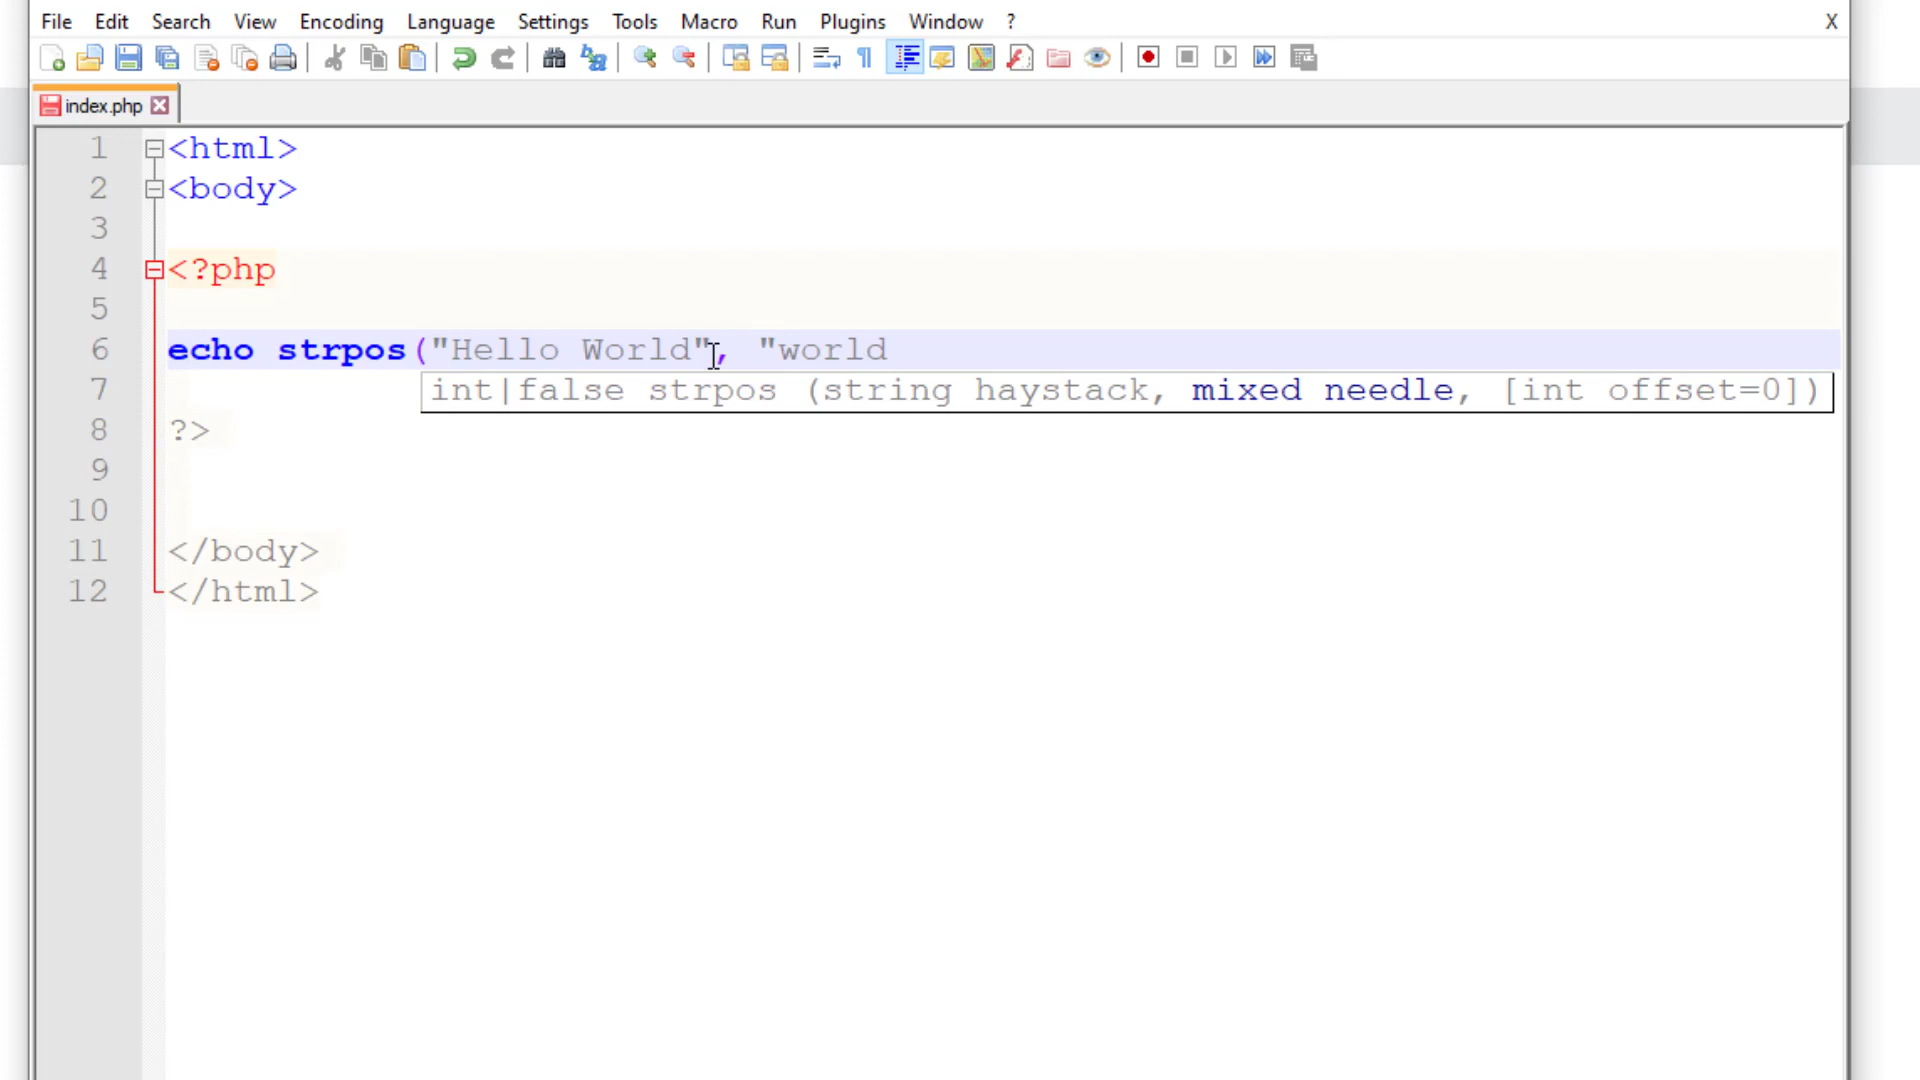 File Edit Search View Encoding Language Settings Tools Macro Run Plugins Window ? X
index.php
1 <html>
2 <body>
3
4 <?php
5
6 echo strpos("Hello World", "world
7 int|false strpos (string haystack, mixed needle, [int offset=0])
8 ?>
9
10
11 </body>
12 </html>